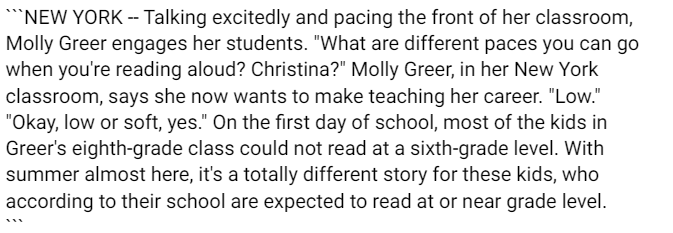 ```NEW YORK -- Talking excitedly and pacing the front of her classroom,
Molly Greer engages her students. "What are different paces you can go
when you're reading aloud? Christina?" Molly Greer, in her New York
classroom, says she now wants to make teaching her career. "Low."
"Okay, low or soft, yes." On the first day of school, most of the kids in
Greer's eighth-grade class could not read at a sixth-grade level. With
summer almost here, it's a totally different story for these kids, who
according to their school are expected to read at or near grade level.
```